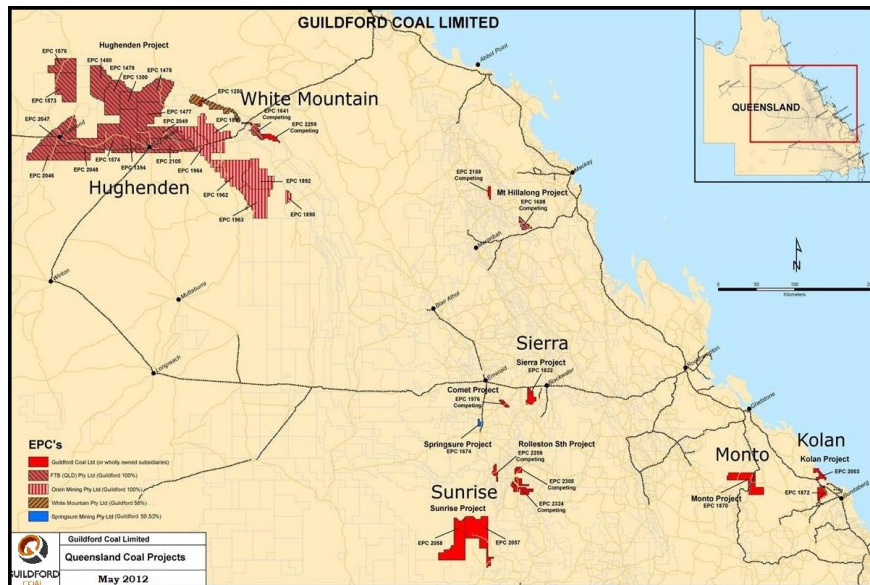 GUILDFORD COAL LIMITED
Hughenden Project
EPC 1576
EPC 1480
EPC 1479
EPC 1300
EPC 1478
EPC 1573
EPC 1477
EPC 2049
EPC 2047
EPC 1250
White Mountain
EPC 1641
Competing
EPC 2259
Competing
EPC 2046
EPC 2048
EPC 1574
EPC 1394
EPC 2105
EPC 1964
Hughenden
EPC 1962
EPC 1892
EPC 1890
EPC 1963
Abbot Point
QUEENSLAND
Mackay
EPC 2158
Competing
Mt Hillalong Project
EPC 1608
Competing
Moranbah
Winton
Muttaburra
Blair Athol
N
0
50
100
Kilometers
Longreach
Sierra
Sierra Project
EPC 1822
Emerald
Blackwater
Rockhampton
Gladstone
Comet Project
EPC 1976
Competing
Springsure Project
EPC 1674
Rolleston Sth Project
EPC 2256
Competing
EPC 2305
Competing
EPC 2324
Competing
Monto
Monto Project
EPC 1870
Kolan
Kolan Project
EPC 2003
EPC 1872
Bundaberg
Sunrise
Sunrise Project
EPC 2058
EPC 2057
EPC's
Guildford Coal Ltd (or wholly owned subsidiaries)
FTB (QLD) Pty Ltd (Guildford 100%)
Orion Mining Pty Ltd (Guildford 100%)
White Mountain Pty Ltd (Guildford 58%)
Springsure Mining Pty Ltd (Guildford 50.52%)
GUILDFORD
COAL
Guildford Coal Limited
Queensland Coal Projects
May 2012